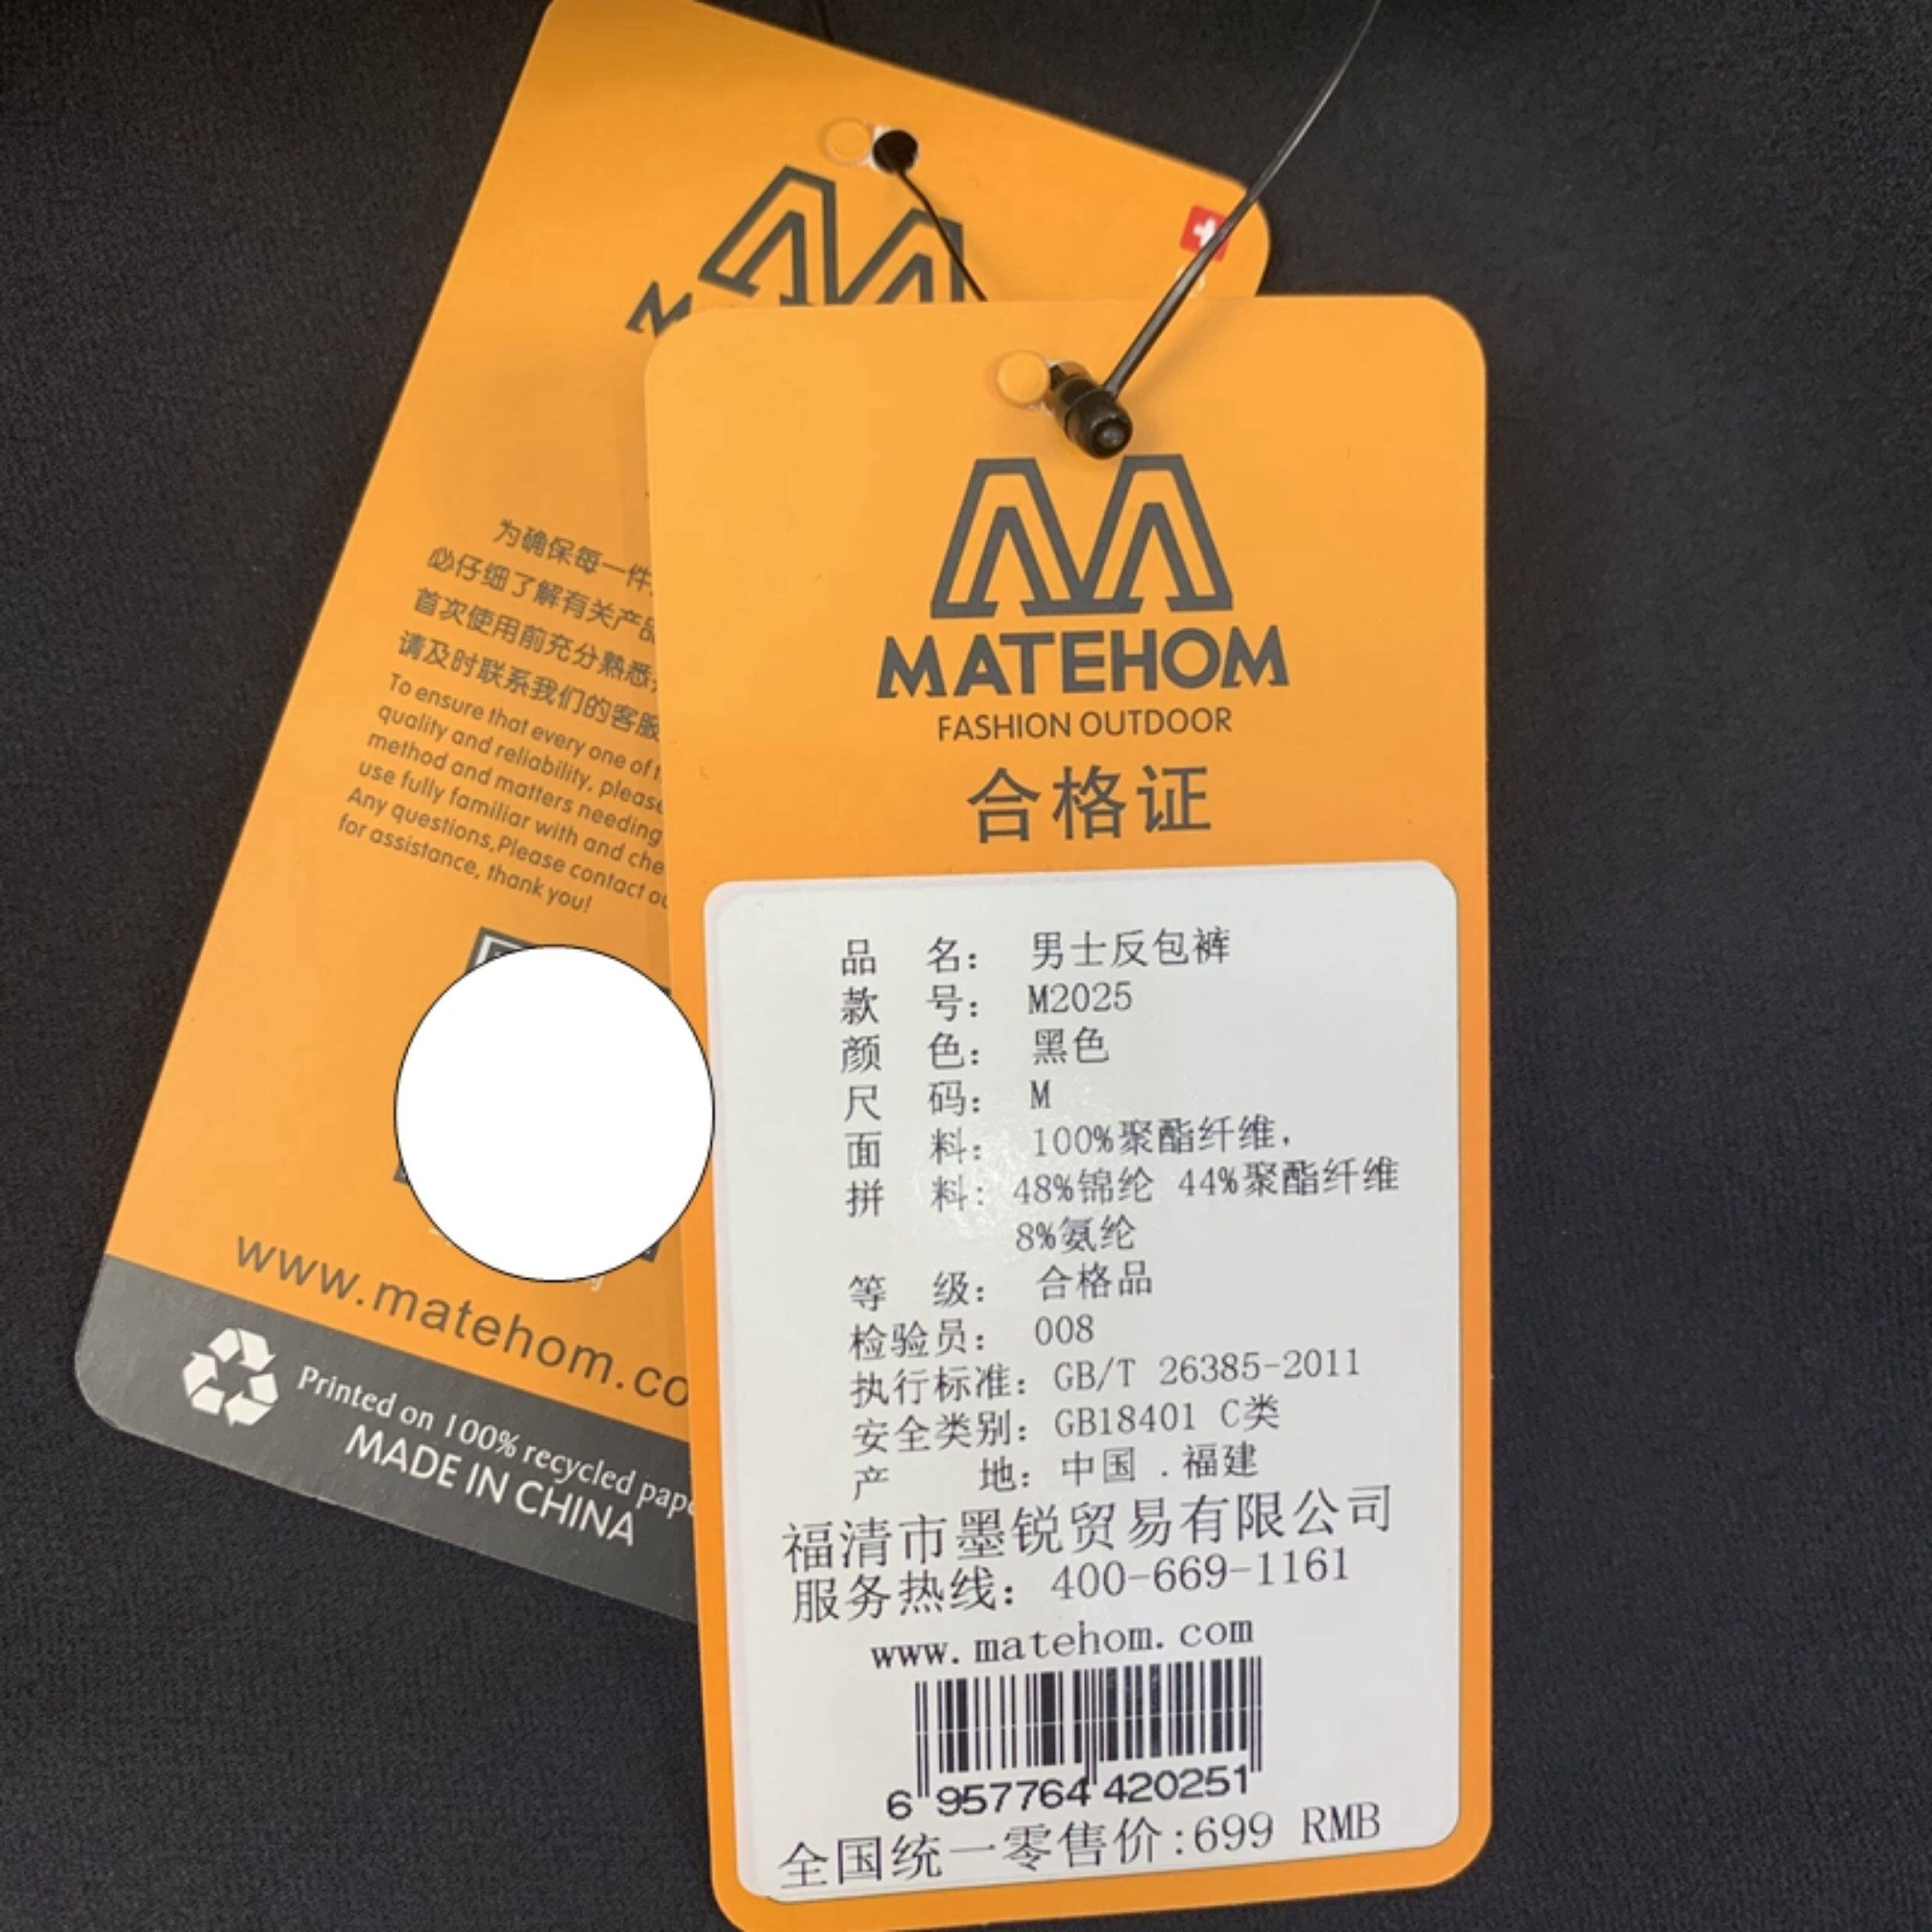 为确保每一件
必仔细了解有关产品
首次使用前充分熟悉
请及时联系我们的客服
To ensure that every one of
quality and reliability, please
method and matters needing
use fully familiar with and che
Any questions,Please contact ou
for assistance, thank you!
www.matehom.co
Printed on 100% recycled pape
MADE IN CHINA
MATEHOM
FASHION OUTDOOR
合格证
品 名： 男士反包裤
款 号： M2025
颜 色： 黑色
尺 码： M
面 料： 100%聚酯纤维，
拼 料： 48%锦纶 44%聚酯纤维
8%氨纶
等 级： 合格品
检验员： 008
执行标准： GB/T 26385-2011
安全类别： GB18401 C类
产 地： 中国 .福建
福清市墨锐贸易有限公司
服务热线： 400-669-1161
www.matehom.com
6 957764 420251
全国统一零售价:699 RMB